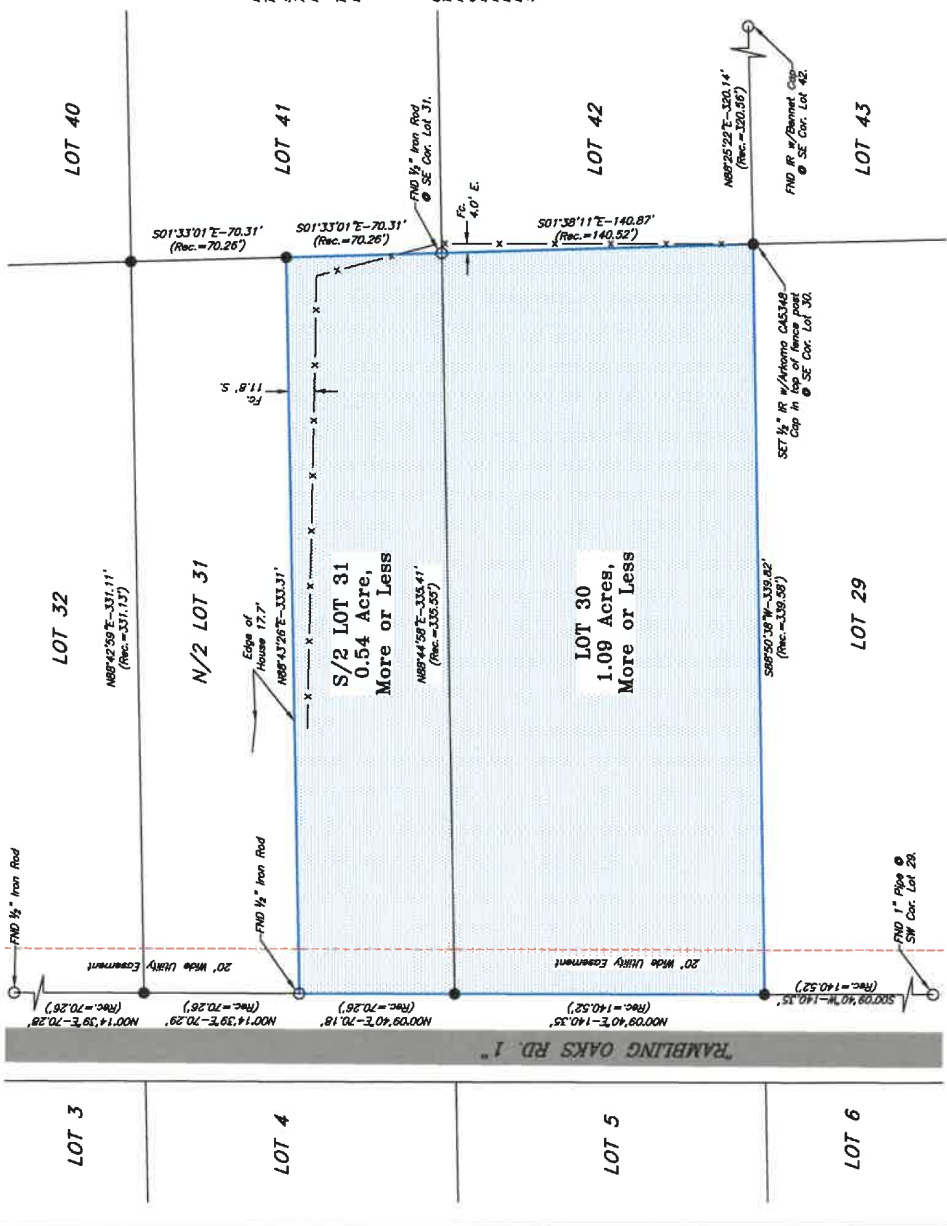 LOT 40
LOT 32
LOT 41
LOT 42
LOT 43
LOT 29
FND ½" Iron Rod
@ SE Cor. Lot 31.
S01°33'01"E-70.31'
(Rec.=70.26')
S01°33'01"E-70.31'
(Rec.=70.26')
Fc.
4.0' E.
S01°38'11"E-140.87'
(Rec.=140.52')
N88°25'22"E-320.14'
(Rec.=320.56')
FND IR w/Bennet Cap
@ SE Cor. Lot 42.
SET ½" IR w/Arkoma CA5348
Cap in top of fence post
@ SE Cor. Lot 30.
Fc.
11.8' S.
N88°42'59"E-331.11'
(Rec.=331.13')
N/2 LOT 31
Edge of
House 17.7'
N88°43'26"E-333.31'
S/2 LOT 31
0.54 Acre,
More or Less
N88°44'58"E-335.41'
(Rec.=335.55')
LOT 30
1.09 Acres,
More or Less
S88°50'38"W-339.82'
(Rec.=339.58')
FND ½" Iron Rod
FND ½" Iron Rod
FND 1" Pipe @
SW Cor. Lot 29.
20' Wide Utility Easement
20' Wide Utility Easement
N00°14'39"E-70.28'
(Rec.=70.26')
N00°14'39"E-70.29'
(Rec.=70.26')
N00°09'40"E-70.18'
(Rec.=70.26')
N00°09'40"E-140.35'
(Rec.=140.52')
S00°09'40"W-140.35'
(Rec.=140.52')
"RAMBLING OAKS RD. 1"
LOT 3
LOT 4
LOT 5
LOT 6